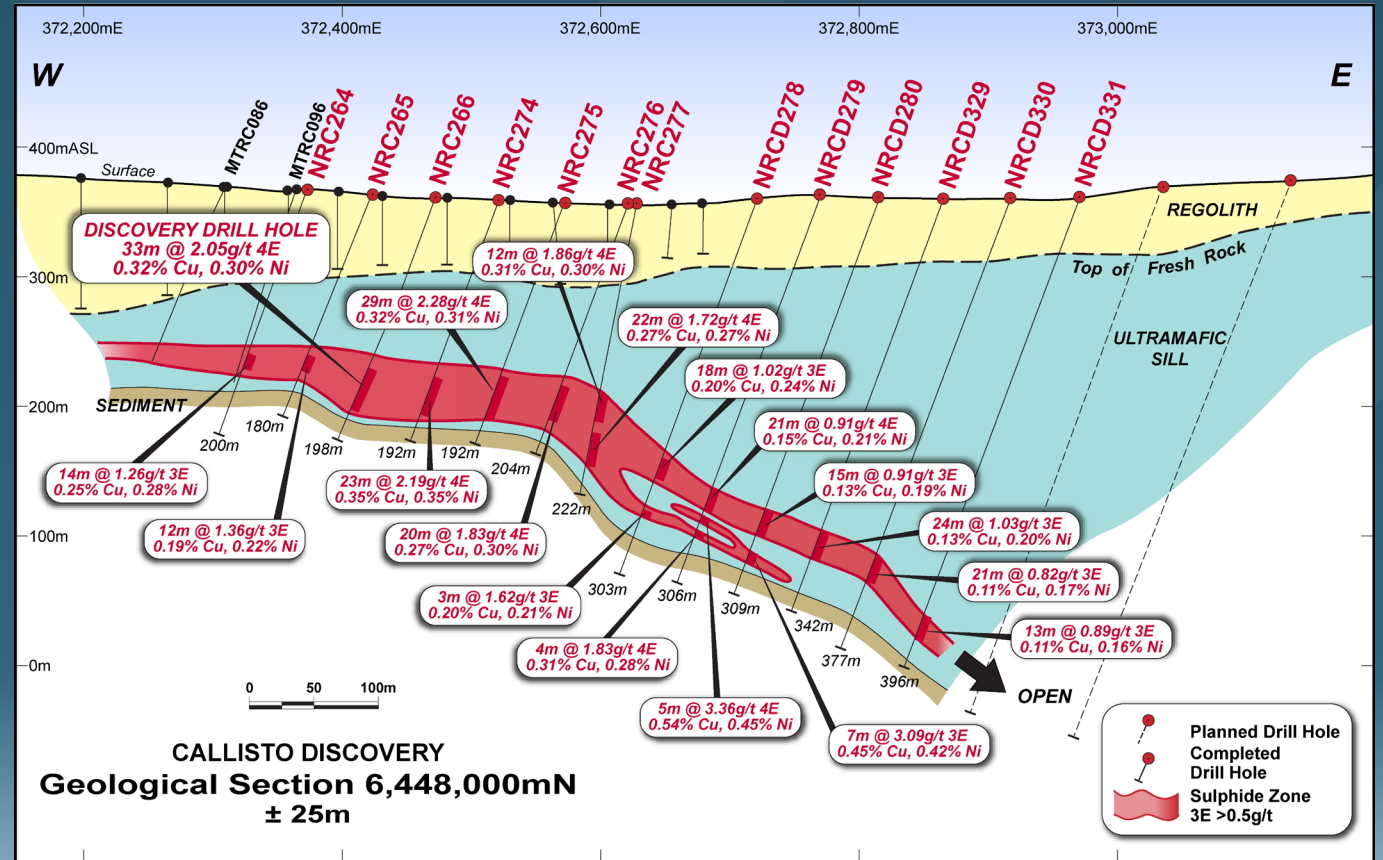 372,200mE
372,400mE
372,600mE
372,800mE
373,000mE
W
E
MTRC086
MTRC096
NRC264
NRC265
NRC266
NRC274
NRC275
NRC276
NRC277
NRCD278
NRCD279
NRCD280
NRCD329
NRCD330
NRCD331
400mASL
Surface
REGOLITH
DISCOVERY DRILL HOLE
33m @ 2.05g/t 4E
0.32% Cu, 0.30% Ni
12m @ 1.86g/t 4E
0.31% Cu, 0.30% Ni
Top of Fresh Rock
300m
29m @ 2.28g/t 4E
0.32% Cu, 0.31% Ni
22m @ 1.72g/t 4E
0.27% Cu, 0.27% Ni
ULTRAMAFIC
SILL
18m @ 1.02g/t 3E
0.20% Cu, 0.24% Ni
200m
SEDIMENT
21m @ 0.91g/t 4E
0.15% Cu, 0.21% Ni
200m
180m
198m
192m
192m
204m
222m
303m
306m
309m
342m
377m
396m
14m @ 1.26g/t 3E
0.25% Cu, 0.28% Ni
23m @ 2.19g/t 4E
0.35% Cu, 0.35% Ni
15m @ 0.91g/t 3E
0.13% Cu, 0.19% Ni
100m
12m @ 1.36g/t 3E
0.19% Cu, 0.22% Ni
20m @ 1.83g/t 4E
0.27% Cu, 0.30% Ni
24m @ 1.03g/t 3E
0.13% Cu, 0.20% Ni
3m @ 1.62g/t 3E
0.20% Cu, 0.21% Ni
21m @ 0.82g/t 3E
0.11% Cu, 0.17% Ni
4m @ 1.83g/t 4E
0.31% Cu, 0.28% Ni
13m @ 0.89g/t 3E
0.11% Cu, 0.16% Ni
0m
0 50 100m
OPEN
5m @ 3.36g/t 4E
0.54% Cu, 0.45% Ni
7m @ 3.09g/t 3E
0.45% Cu, 0.42% Ni
CALLISTO DISCOVERY
Geological Section 6,448,000mN
± 25m
Planned Drill Hole
Completed
Drill Hole
Sulphide Zone
3E >0.5g/t